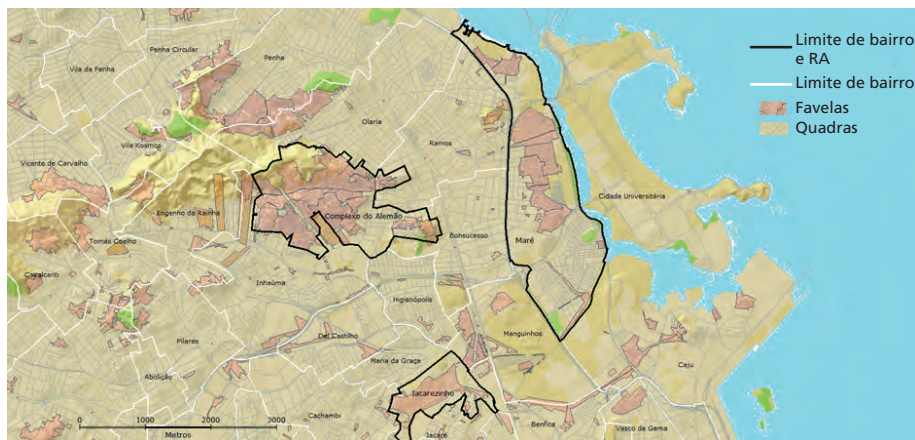 Limite de bairro
e RA
Limite de bairro
Favelas
Quadras
Penha Circular
Penha
Vila da Penha
Olaria
Vila Kosmos
Ramos
Vicente de Carvalho
Cidade Universitária
Engenho da Rainha
Complexo do Alemão
Bonsucesso
Maré
Tomás Coelho
Cavalcanti
Inhaúma
Higienópolis
Manguinhos
Pilares
Del Castilho
Maria da Graça
Caju
Abolição
Jacarezinho
Cachambi
Benfica
Vasco da Gama
Jacaré
0 1000 2000 3000
Metros